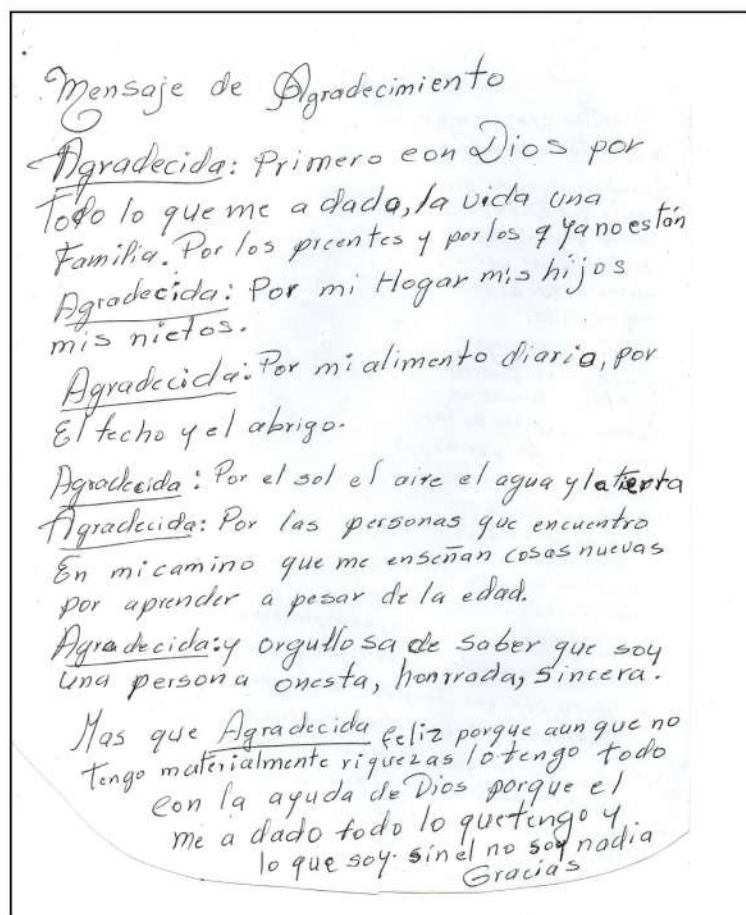 Mensaje de Agradecimiento
Agradecida: Primero con Dios por
todo lo que me a dada, la vida una
Familia. Por los precentes y por los q ya no están
Agradecida: Por mi Hogar mis hijos
mis nietos.
Agradecida: Por mi alimento diario, por
El techo y el abrigo.
Agradecida: Por el sol el aire el agua y la tierra
Agradecida: Por las personas que encuentro
En mi camino que me enseñan cosas nuevas
por aprender a pesar de la edad.
Agradecida: y orgullosa de saber que soy
una persona onesta, honrrada, sincera.
Mas que Agradecida feliz porque aun que no
tengo materialmente riquezas lo tengo todo
con la ayuda de Dios porque el
me a dado todo lo que tengo y
lo que soy. sin el no soy nadia
Gracias